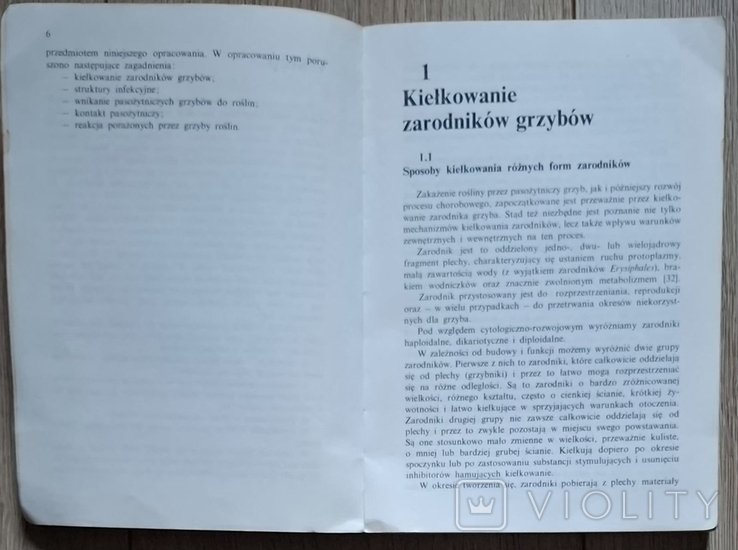 6
przedmiotem niniejszego opracowania. W opracowaniu tym poru-
szono następujące zagadnienia:
— kiełkowanie zarodników grzybów;
— struktury infekcyjne;
— wnikanie pasożytniczych grzybów do roślin;
— kontakt pasożytniczy;
— reakcja porażonych przez grzyby roślin.
1
Kiełkowanie
zarodników grzybów
1.1
Sposoby kiełkowania różnych form zarodników
Zakażenie rośliny przez pasożytniczy grzyb, jak i późniejszy rozwój
procesu chorobowego, zapoczątkowane jest przeważnie przez kiełko-
wanie zarodnika grzyba. Stąd też niezbędne jest poznanie nie tylko
mechanizmów kiełkowania zarodników, lecz także wpływu warunków
zewnętrznych i wewnętrznych na ten proces.
Zarodnik jest to oddzielony jedno-, dwu- lub wielojądrowy
fragment plechy, charakteryzujący się ustaniem ruchu protoplazmy,
małą zawartością wody (z wyjątkiem zarodników Erysiphales), bra-
kiem wodniczków oraz znacznie zwolnionym metabolizmem [32].
Zarodnik przystosowany jest do rozprzestrzeniania, reprodukcji
oraz – w wielu przypadkach – do przetrwania okresów niekorzyst-
nych dla grzyba.
Pod względem cytologiczno-rozwojowym wyróżniamy zarodniki
haploidalne, dikariotyczne i diploidalne.
W zależności od budowy i funkcji możemy wyróżnić dwie grupy
zarodników. Pierwsze z nich to zarodniki, które całkowicie oddzielają
się od plechy (grzybniki) i przez to łatwo mogą rozprzestrzeniać
się na różne odległości. Są to zarodniki o bardzo zróżnicowanej
wielkości, różnego kształtu, często o cienkiej ścianie, krótkiej ży-
wotności i łatwo kiełkujące w sprzyjających warunkach otoczenia.
Zarodniki drugiej grupy nie zawsze całkowicie oddzielają się od
plechy i przez to zwykle pozostają w miejscu swego powstawania.
Są one stosunkowo mało zmienne w wielkości, przeważnie kuliste,
o mniej lub bardziej grubej ścianie. Kiełkują dopiero po okresie
spoczynku lub po zastosowaniu substancji stymulujących i usunięciu
inhibitorów hamujących kiełkowanie.
W okresie tworzenia się, zarodniki pobierają z plechy materiały
VIOLITY